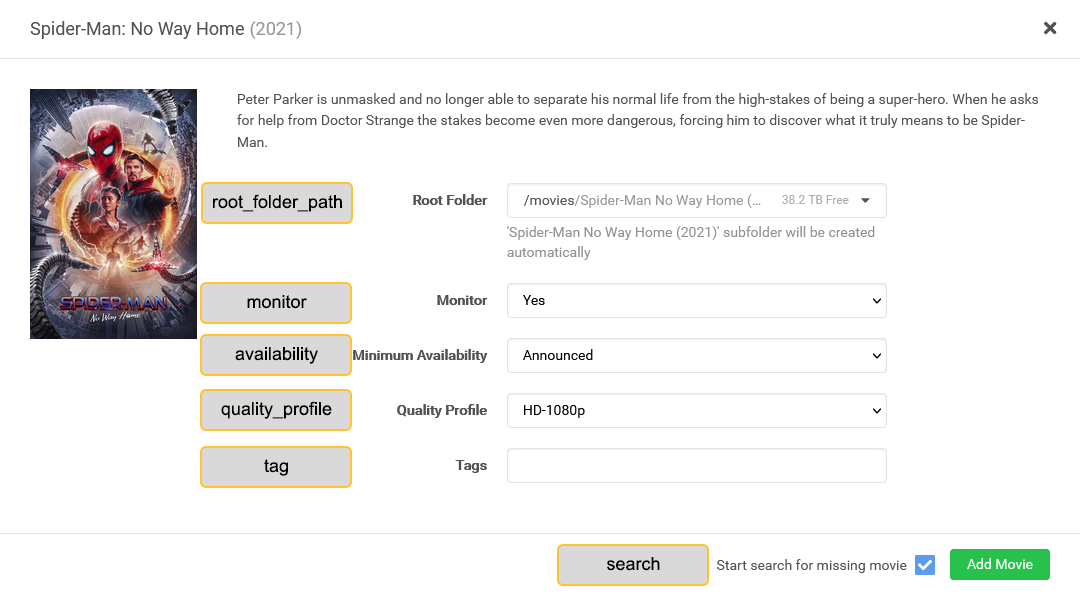 Spider-Man: No Way Home (2021)
Peter Parker is unmasked and no longer able to separate his normal life from the high-stakes of being a super-hero. When he asks
for help from Doctor Strange the stakes become even more dangerous, forcing him to discover what it truly means to be Spider-
Man.
SPIDER-MAN
No Way Home
root_folder_path Root Folder /movies/Spider-Man No Way Home (... 38.2 TB Free
'Spider-Man No Way Home (2021)' subfolder will be created
automatically
monitor Monitor Yes
availability Minimum Availability Announced
quality_profile Quality Profile HD-1080p
tag Tags
search Start search for missing movie Add Movie